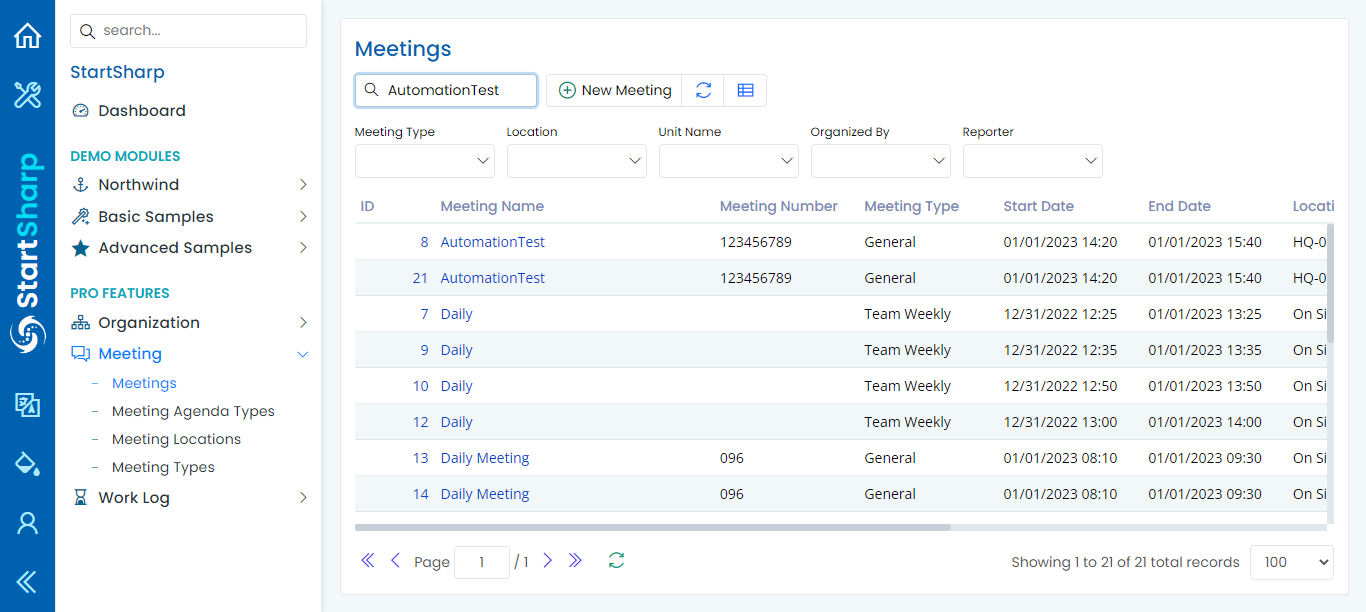 search...
StartSharp
Dashboard
DEMO MODULES
Northwind
Basic Samples
Advanced Samples
PRO FEATURES
Organization
Meeting
Meetings
Meeting Agenda Types
Meeting Locations
Meeting Types
Work Log
StartSharp
Meetings
AutomationTest
New Meeting
Meeting Type Location Unit Name Organized By Reporter
ID Meeting Name Meeting Number Meeting Type Start Date End Date Locati
8 AutomationTest 123456789 General 01/01/2023 14:20 01/01/2023 15:40 HQ-0
21 AutomationTest 123456789 General 01/01/2023 14:20 01/01/2023 15:40 HQ-0
7 Daily Team Weekly 12/31/2022 12:25 01/01/2023 13:25 On Si
9 Daily Team Weekly 12/31/2022 12:35 01/01/2023 13:35 On Si
10 Daily Team Weekly 12/31/2022 12:50 01/01/2023 13:50 On Si
12 Daily Team Weekly 12/31/2022 13:00 01/01/2023 14:00 On Si
13 Daily Meeting 096 General 01/01/2023 08:10 01/01/2023 09:30 On Si
14 Daily Meeting 096 General 01/01/2023 08:10 01/01/2023 09:30 On Si
Page 1 / 1 Showing 1 to 21 of 21 total records 100